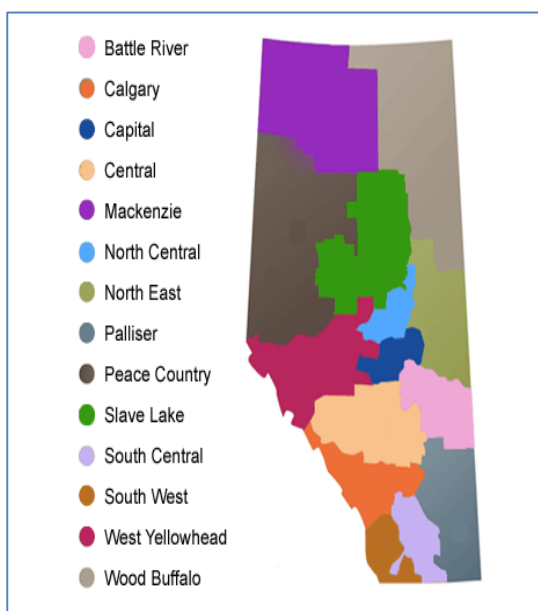 Battle River
Calgary
Capital
Central
Mackenzie
North Central
North East
Palliser
Peace Country
Slave Lake
South Central
South West
West Yellowhead
Wood Buffalo